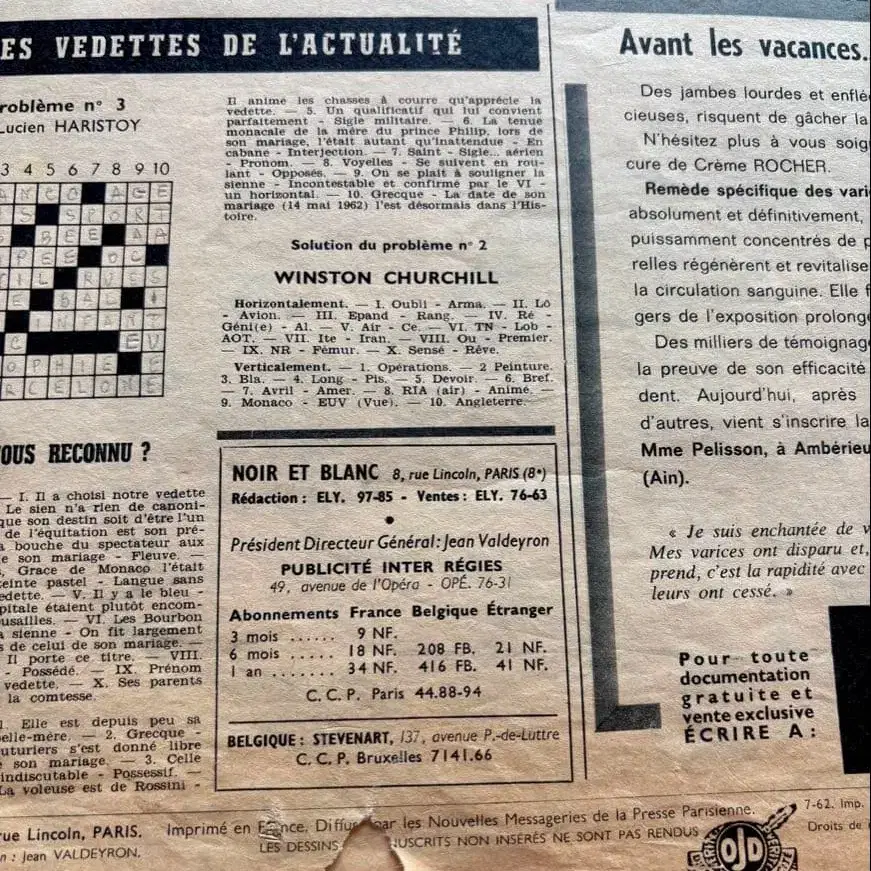 ES VEDETTES DE L'ACTUALITÉ
roblème n° 3
Lucien HARISTOY
3 4 5 6 7 8 9 10
A N C O A G E
S S P O R T
B E E A A
P E E O C
I L R U E S
E B A L I
I N F A N T
C E U
O P H I E E
R C E L O N E
OUS RECONNU ?
— I. Il a choisi notre vedette
Le sien n'a rien de canoni-
que son destin soit d'être l'un
de l'équitation est son pré-
a bouche du spectateur aux
e son mariage - Fleuve. —
Grace de Monaco l'était
einte pastel - Langue sans
edette. — V. Il y a le bleu -
pitale étaient plutôt encom-
ousailles. — VI. Les Bourbon
a sienne - On fit largement
s de celui de son mariage. —
Il porte ce titre. — VIII.
- Possédé. — IX. Prénom
vedette. — X. Ses parents
la comtesse.
1. Elle est depuis peu sa
elle-mère. — 2. Grecque -
uturiers s'est donné libre
e son mariage. — 3. Celle
indiscutable - Possessif. —
La voleuse est de Rossini -
Il anime les chasses à courre qu'apprécie la
vedette. — 5. Un qualificatif qui lui convient
parfaitement - Sigle militaire. — 6. La tenue
monacale de la mère du prince Philip, lors de
son mariage, l'était autant qu'inattendue - En
cabane - Interjection. — 7. Saint - Sigle... aérien
- Pronom. — 8. Voyelles - Se suivent en rou-
lant - Opposés. — 9. On se plaît à souligner la
sienne - Incontestable et confirmé par le VI -
un horizontal. — 10. Grecque - La date de son
mariage (14 mai 1962) l'est désormais dans l'His-
toire.
Solution du problème n° 2
WINSTON CHURCHILL
Horizontalement. — I. Oubli - Arma. — II. Lô
- Avion. — III. Epand - Rang. — IV. Ré -
Géni(e) - Al. — V. Air - Ce. — VI. TN - Lob -
AOT. — VII. Ite - Iran. — VIII. Ou - Premier.
— IX. NR - Fémur. — X. Sensé - Rêve.
Verticalement. — 1. Opérations. — 2 Peinture.
3. Bla. — 4. Long - Pis. — 5. Devoir. — 6. Bref.
— 7. Avril - Amer. — 8. RIA (air) - Animé. —
9. Monaco - EUV (Vue). — 10. Angleterre.
NOIR ET BLANC 8, rue Lincoln, PARIS (8e)
Rédaction : ELY. 97-85 - Ventes : ELY. 76-63
Président Directeur Général : Jean Valdeyron
PUBLICITÉ INTER RÉGIES
49, avenue de l'Opéra - OPÉ. 76-31
Abonnements France Belgique Étranger
3 mois ...... 9 NF.
6 mois ..... 18 NF. 208 FB. 21 NF.
1 an ....... 34 NF. 416 FB. 41 NF.
C. C. P. Paris 44.88-94
BELGIQUE : STEVENART, 137, avenue P.-de-Luttre
C. C. P. Bruxelles 7141.66
Avant les vacances..
Des jambes lourdes et enflé
cieuses, risquent de gâcher la
N'hésitez plus à vous soig
cure de Crème ROCHER.
Remède spécifique des vari
absolument et définitivement,
puissamment concentrés de p
relles régénèrent et revitalise
la circulation sanguine. Elle f
gers de l'exposition prolong
Des milliers de témoignag
la preuve de son efficacité
dent. Aujourd'hui, après
d'autres, vient s'inscrire la
Mme Pelisson, à Ambérieu
(Ain).
« Je suis enchantée de v
Mes varices ont disparu et,
prend, c'est la rapidité avec
leurs ont cessé. »
Pour toute
documentation
gratuite et
vente exclusive
ÉCRIRE A :
rue Lincoln, PARIS.
n : Jean VALDEYRON.
Imprimé en France. Diffus par les Nouvelles Messageries de la Presse Parisienne.
LES DESSINS NUSCRITS NON INSÉRÉS NE SONT PAS RENDUS
OJD
7-62. Imp.
Droits de